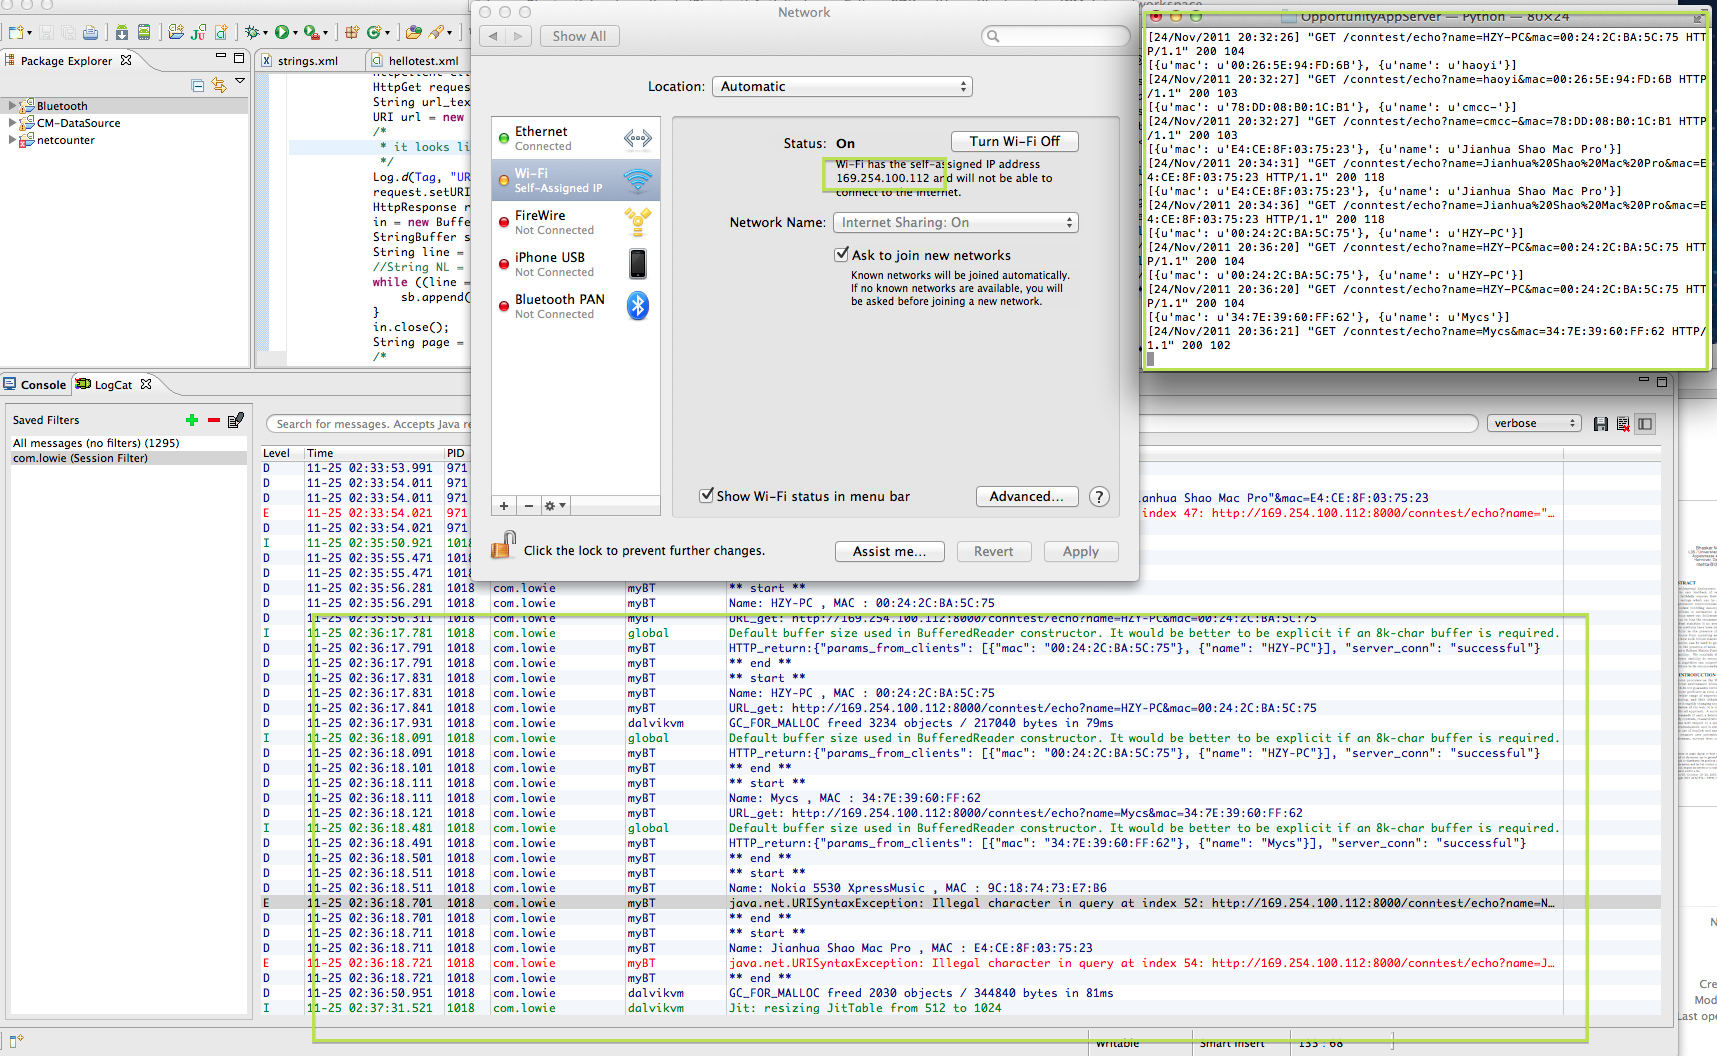 Network
Show All
Location: Automatic
Ethernet
Connected
Wi-Fi
Self-Assigned IP
FireWire
Not Connected
iPhone USB
Not Connected
Bluetooth PAN
Not Connected
Status: On
Turn Wi-Fi Off
Wi-Fi has the self-assigned IP address
169.254.100.112 and will not be able to
connect to the Internet.
Network Name: Internet Sharing: On
Ask to join new networks
Known networks will be joined automatically.
If no known networks are available, you will
be asked before joining a new network.
Show Wi-Fi status in menu bar
Advanced...
?
Click the lock to prevent further changes.
Assist me...
Revert
Apply
OpportunityAppServer — Python — 80×24
[24/Nov/2011 20:32:26] "GET /conntest/echo?name=HZY-PC&mac=00:24:2C:BA:5C:75 HTT
P/1.1" 200 104
[{u'mac': u'00:26:5E:94:FD:6B'}, {u'name': u'haoyi'}]
[24/Nov/2011 20:32:27] "GET /conntest/echo?name=haoyi&mac=00:26:5E:94:FD:6B HTTP
/1.1" 200 103
[{u'mac': u'78:DD:08:B0:1C:B1'}, {u'name': u'cmcc-'}]
[24/Nov/2011 20:32:27] "GET /conntest/echo?name=cmcc-&mac=78:DD:08:B0:1C:B1 HTTP
/1.1" 200 103
[{u'mac': u'E4:CE:8F:03:75:23'}, {u'name': u'Jianhua Shao Mac Pro'}]
[24/Nov/2011 20:34:31] "GET /conntest/echo?name=Jianhua%20Shao%20Mac%20Pro&mac=E
4:CE:8F:03:75:23 HTTP/1.1" 200 118
[{u'mac': u'E4:CE:8F:03:75:23'}, {u'name': u'Jianhua Shao Mac Pro'}]
[24/Nov/2011 20:34:36] "GET /conntest/echo?name=Jianhua%20Shao%20Mac%20Pro&mac=E
4:CE:8F:03:75:23 HTTP/1.1" 200 118
[{u'mac': u'00:24:2C:BA:5C:75'}, {u'name': u'HZY-PC'}]
[24/Nov/2011 20:36:20] "GET /conntest/echo?name=HZY-PC&mac=00:24:2C:BA:5C:75 HTT
P/1.1" 200 104
[{u'mac': u'00:24:2C:BA:5C:75'}, {u'name': u'HZY-PC'}]
[24/Nov/2011 20:36:20] "GET /conntest/echo?name=HZY-PC&mac=00:24:2C:BA:5C:75 HTT
P/1.1" 200 104
[{u'mac': u'34:7E:39:60:FF:62'}, {u'name': u'Mycs'}]
[24/Nov/2011 20:36:21] "GET /conntest/echo?name=Mycs&mac=34:7E:39:60:FF:62 HTTP/
1.1" 200 102
Package Explorer
Bluetooth
CM-DataSource
netcounter
strings.xml
hellotest.xml
HttpGet reques
String url_tex
URI url = new
/*
* it looks li
*/
Log.d(Tag, "UR
request.setURI
HttpResponse r
in = new Buffe
StringBuffer s
String line =
//String NL =
while ((line =
sb.append(
}
in.close();
String page =
/*
Console
LogCat
Saved Filters
All messages (no filters) (1295)
com.lowie (Session Filter)
Search for messages. Accepts Java re
verbose
Level Time PID
D 11-25 02:33:53.991 971
D 11-25 02:33:54.011 971
D 11-25 02:33:54.011 971 anhua Shao Mac Pro"&mac=E4:CE:8F:03:75:23
E 11-25 02:33:54.021 971 index 47: http://169.254.100.112:8000/conntest/echo?name="…
D 11-25 02:33:54.021 971
I 11-25 02:35:50.921 1018
D 11-25 02:35:55.471 1018
D 11-25 02:35:55.471 1018
D 11-25 02:35:56.281 1018 com.lowie myBT ** start **
D 11-25 02:35:56.291 1018 com.lowie myBT Name: HZY-PC , MAC : 00:24:2C:BA:5C:75
D 11-25 02:35:56.311 1018 com.lowie myBT URL_get: http://169.254.100.112:8000/conntest/echo?name=HZY-PC&mac=00:24:2C:BA:5C:75
I 11-25 02:36:17.781 1018 com.lowie global Default buffer size used in BufferedReader constructor. It would be better to be explicit if an 8k-char buffer is required.
D 11-25 02:36:17.791 1018 com.lowie myBT HTTP_return:{"params_from_clients": [{"mac": "00:24:2C:BA:5C:75"}, {"name": "HZY-PC"}], "server_conn": "successful"}
D 11-25 02:36:17.791 1018 com.lowie myBT ** end **
D 11-25 02:36:17.831 1018 com.lowie myBT ** start **
D 11-25 02:36:17.831 1018 com.lowie myBT Name: HZY-PC , MAC : 00:24:2C:BA:5C:75
D 11-25 02:36:17.841 1018 com.lowie myBT URL_get: http://169.254.100.112:8000/conntest/echo?name=HZY-PC&mac=00:24:2C:BA:5C:75
D 11-25 02:36:17.931 1018 com.lowie dalvikvm GC_FOR_MALLOC freed 3234 objects / 217040 bytes in 79ms
I 11-25 02:36:18.091 1018 com.lowie global Default buffer size used in BufferedReader constructor. It would be better to be explicit if an 8k-char buffer is required.
D 11-25 02:36:18.091 1018 com.lowie myBT HTTP_return:{"params_from_clients": [{"mac": "00:24:2C:BA:5C:75"}, {"name": "HZY-PC"}], "server_conn": "successful"}
D 11-25 02:36:18.101 1018 com.lowie myBT ** end **
D 11-25 02:36:18.111 1018 com.lowie myBT ** start **
D 11-25 02:36:18.111 1018 com.lowie myBT Name: Mycs , MAC : 34:7E:39:60:FF:62
D 11-25 02:36:18.121 1018 com.lowie myBT URL_get: http://169.254.100.112:8000/conntest/echo?name=Mycs&mac=34:7E:39:60:FF:62
I 11-25 02:36:18.481 1018 com.lowie global Default buffer size used in BufferedReader constructor. It would be better to be explicit if an 8k-char buffer is required.
D 11-25 02:36:18.491 1018 com.lowie myBT HTTP_return:{"params_from_clients": [{"mac": "34:7E:39:60:FF:62"}, {"name": "Mycs"}], "server_conn": "successful"}
D 11-25 02:36:18.501 1018 com.lowie myBT ** end **
D 11-25 02:36:18.511 1018 com.lowie myBT ** start **
D 11-25 02:36:18.511 1018 com.lowie myBT Name: Nokia 5530 XpressMusic , MAC : 9C:18:74:73:E7:B6
E 11-25 02:36:18.701 1018 com.lowie myBT java.net.URISyntaxException: Illegal character in query at index 52: http://169.254.100.112:8000/conntest/echo?name=N…
D 11-25 02:36:18.701 1018 com.lowie myBT ** end **
D 11-25 02:36:18.711 1018 com.lowie myBT ** start **
D 11-25 02:36:18.711 1018 com.lowie myBT Name: Jianhua Shao Mac Pro , MAC : E4:CE:8F:03:75:23
E 11-25 02:36:18.721 1018 com.lowie myBT java.net.URISyntaxException: Illegal character in query at index 54: http://169.254.100.112:8000/conntest/echo?name=J…
D 11-25 02:36:18.721 1018 com.lowie myBT ** end **
D 11-25 02:36:50.951 1018 com.lowie dalvikvm GC_FOR_MALLOC freed 2030 objects / 344840 bytes in 81ms
I 11-25 02:37:31.521 1018 com.lowie dalvikvm Jit: resizing JitTable from 512 to 1024
Writable
Smart Insert
133 : 68
INTRODUCTION
Cre
Mod
Last ope